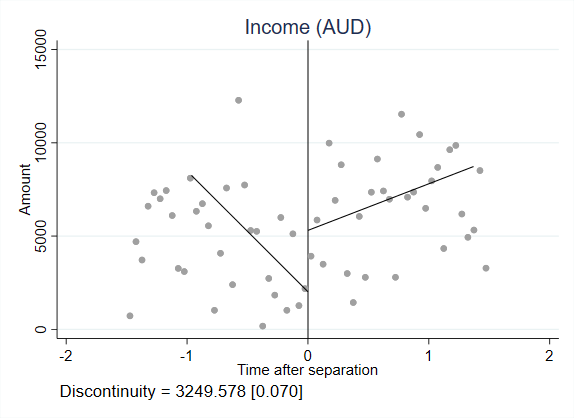 Income (AUD)
15000
10000
5000
0
Amount
-2 -1 0 1 2
Time after separation
Discontinuity = 3249.578 [0.070]